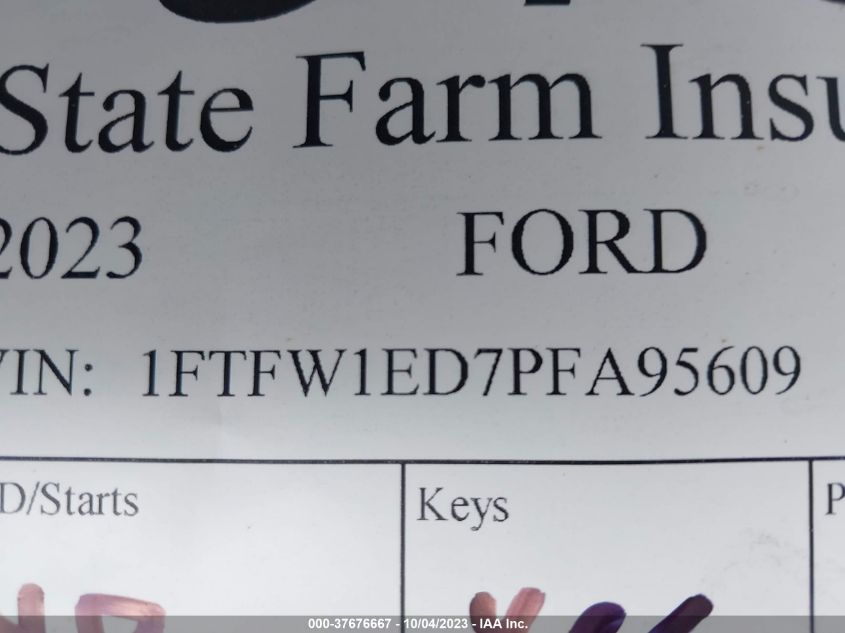 State Farm Insu
2023 FORD
VIN: 1FTFW1ED7PFA95609
D/Starts Keys P
000-37676667 - 10/04/2023 - IAA Inc.